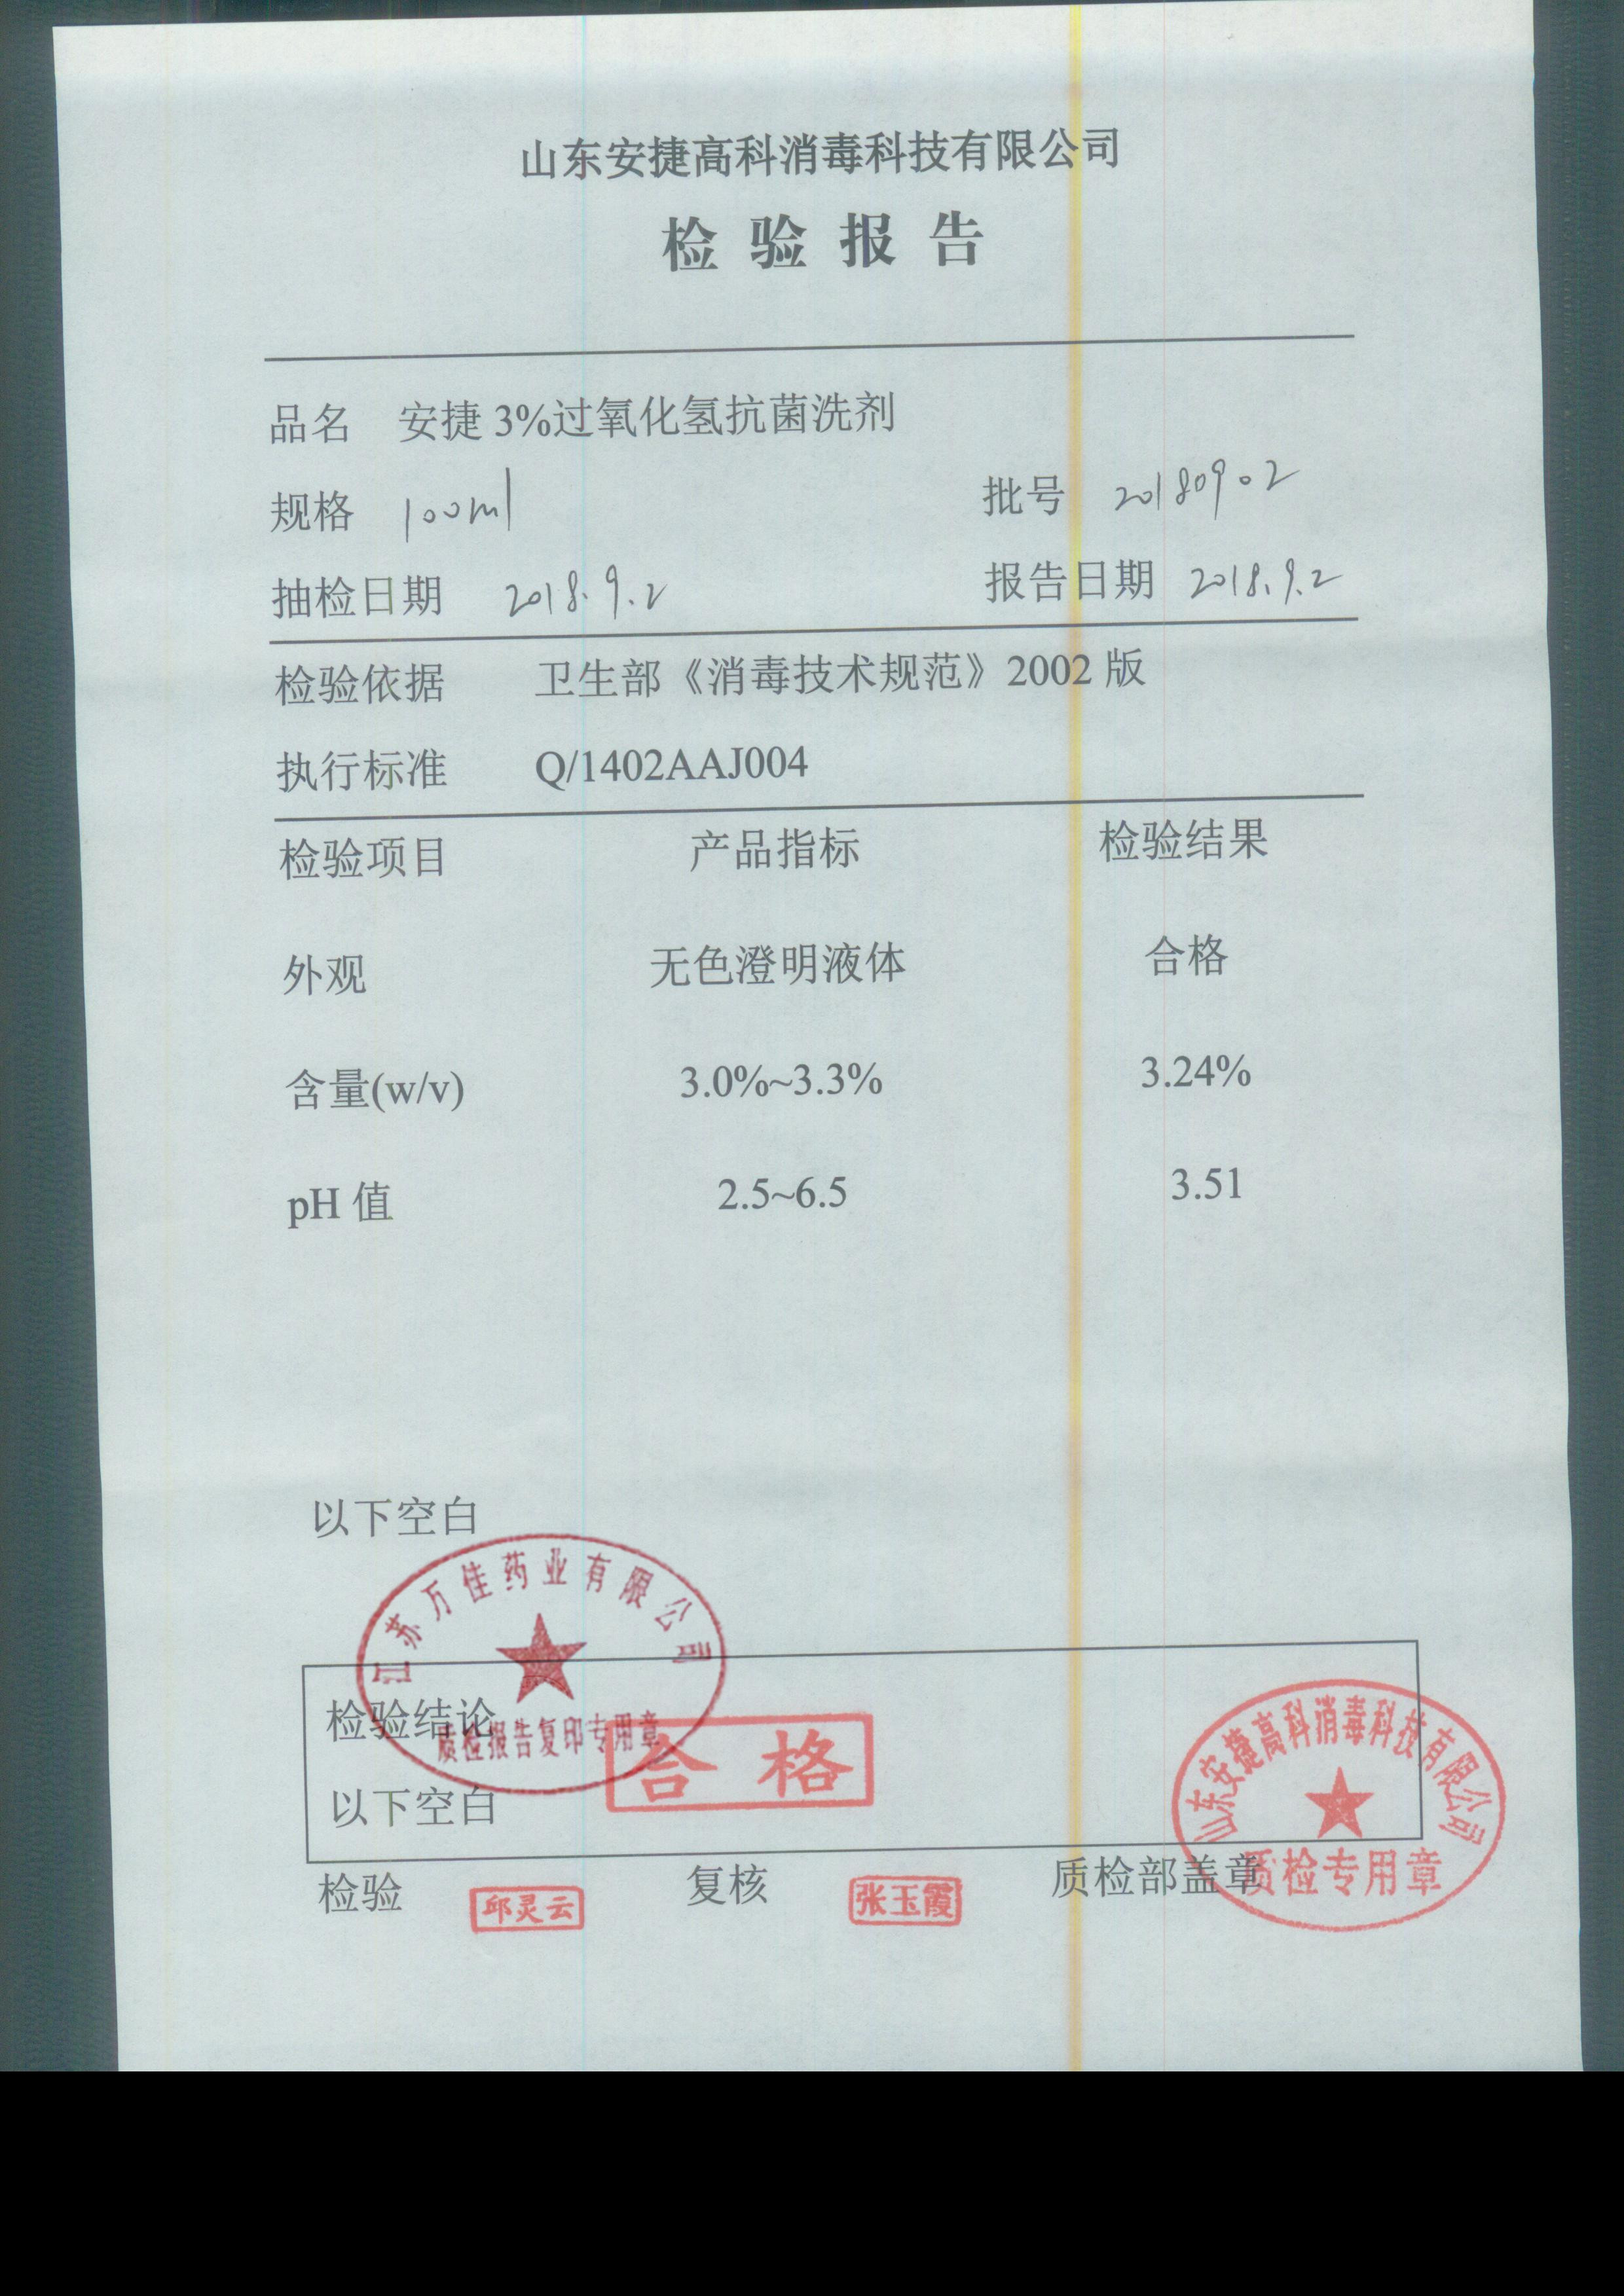 山东安捷高科消毒科技有限公司
检验报告
品名 安捷3%过氧化氢抗菌洗剂
规格 100ml 批号 20180902
抽检日期 2018.9.2 报告日期 2018.9.2
检验依据 卫生部《消毒技术规范》2002版
执行标准 Q/1402AAJ004
检验项目 产品指标 检验结果
外观 无色澄明液体 合格
含量(w/v) 3.0%~3.3% 3.24%
pH值 2.5~6.5 3.51
以下空白
江苏万佳药业有限公司
质检报告复印专用章
检验结论
合格
以下空白
山东安捷高科消毒科技有限公司
质检专用章
检验 邱灵云 复核 张玉霞 质检部盖章